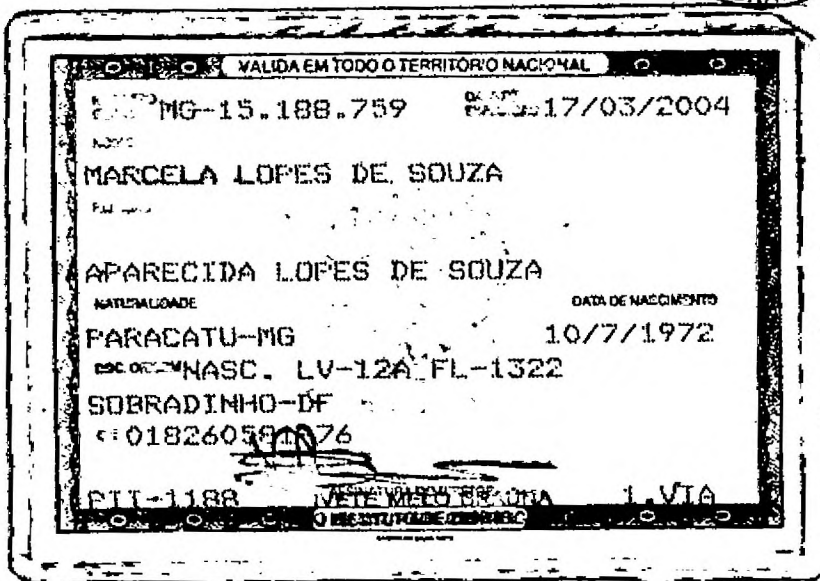 VALIDA EM TODO O TERRITÓRIO NACIONAL
MG-15.188.759 17/03/2004
NOME
MARCELA LOPES DE SOUZA
APARECIDA LOPES DE SOUZA
NATURALIDADE DATA DE NASCIMENTO
PARACATU-MG 10/7/1972
NASC. LV-12A FL-1322
SOBRADINHO-DF
PII-1188 1.VIA